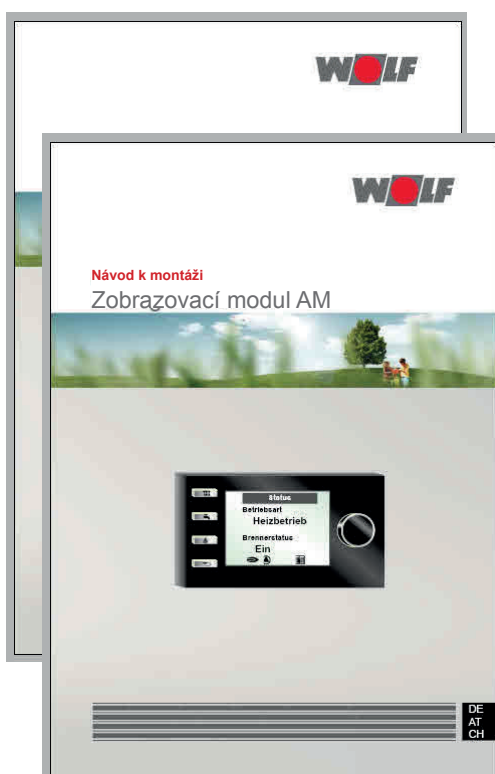 WOLF
WOLF
Návod k montáži
Zobrazovací modul AM
Status
Betriebsart
Heizbetrieb
Brennerstatus
Ein
DE
AT
CH